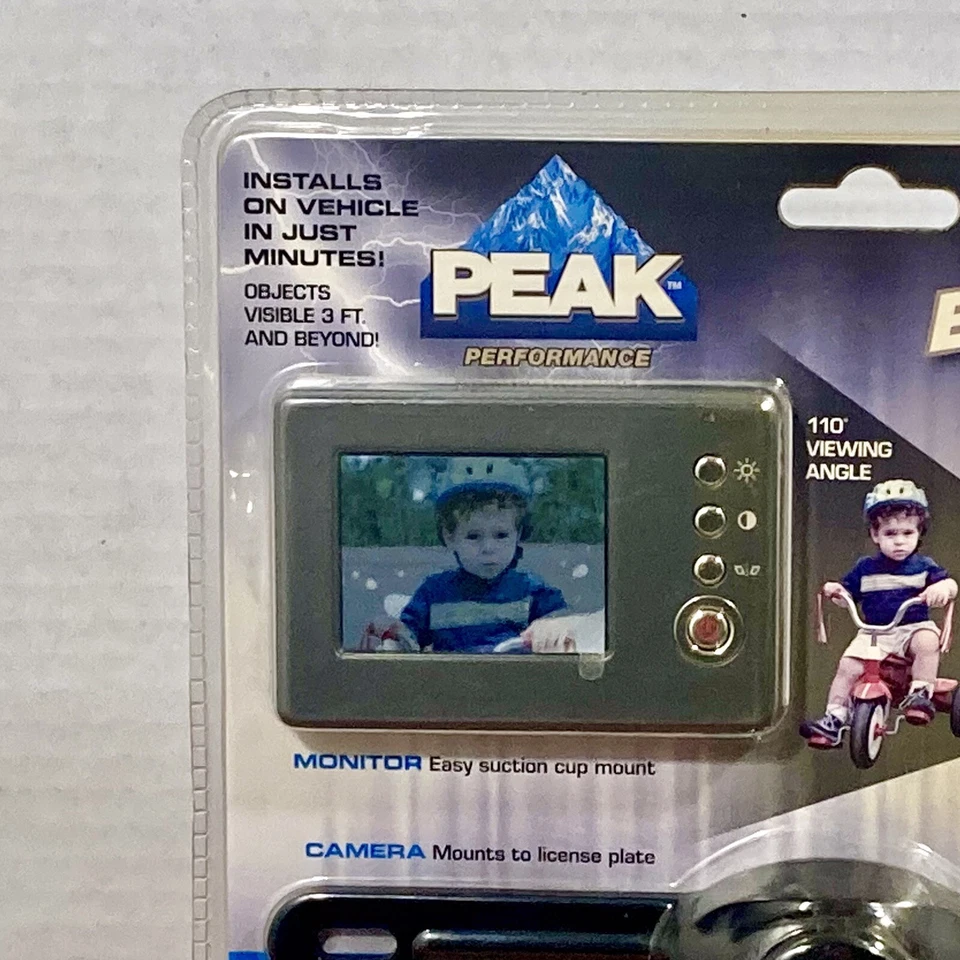 INSTALLS
ON VEHICLE
IN JUST
MINUTES!
OBJECTS
VISIBLE 3 FT.
AND BEYOND!
PEAK™
PERFORMANCE
110°
VIEWING
ANGLE
MONITOR Easy suction cup mount
CAMERA Mounts to license plate